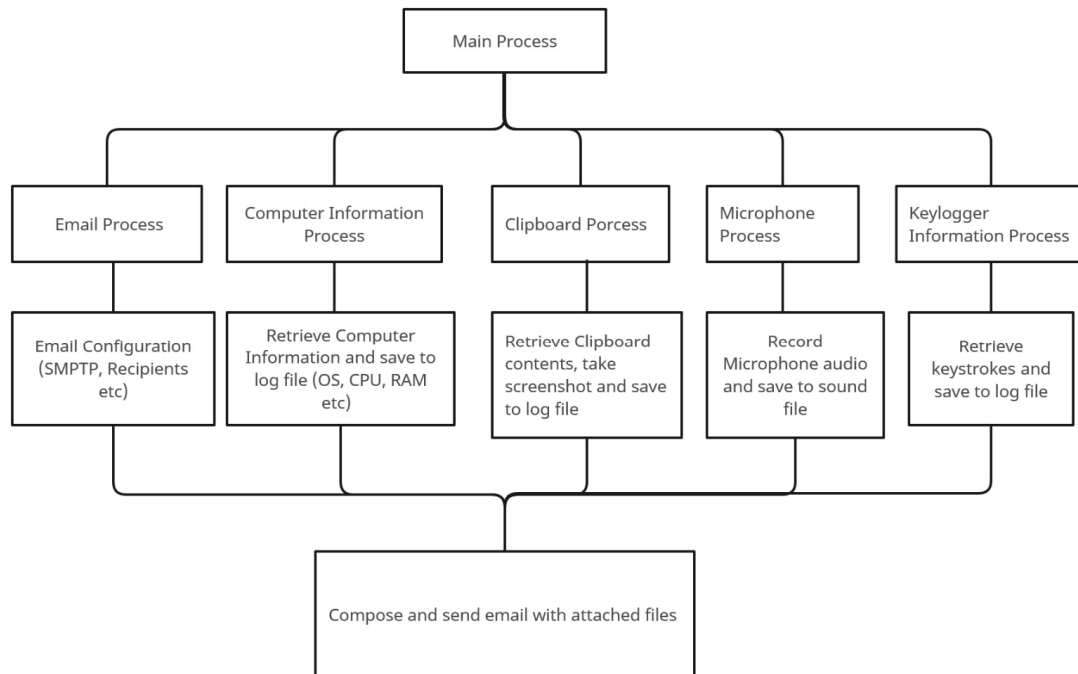 Main Process
Email Process
Computer Information
Process
Clipboard Porcess
Microphone
Process
Keylogger
Information Process
Email Configuration
(SMPTP, Recipients
etc)
Retrieve Computer
Information and save to
log file (OS, CPU, RAM
etc)
Retrieve Clipboard
contents, take
screenshot and save
to log file
Record
Microphone audio
and save to sound
file
Retrieve
keystrokes and
save to log file
Compose and send email with attached files